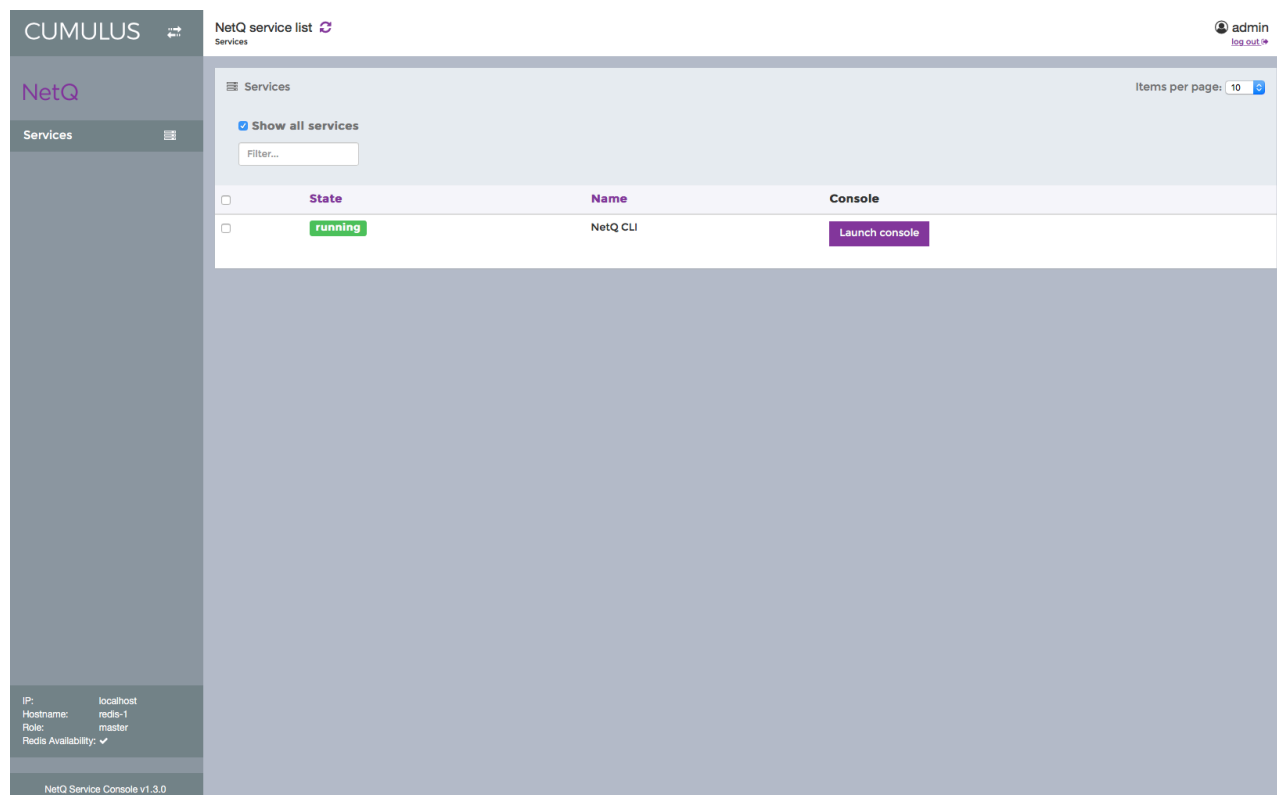 CUMULUS
NetQ service list
Services
admin
log out
NetQ
Services
Services
Items per page: 10
Show all services
Filter...
State Name Console
running NetQ CLI Launch console
IP: localhost
Hostname: redis-1
Role: master
Redis Availability: ✔
NetQ Service Console v1.3.0